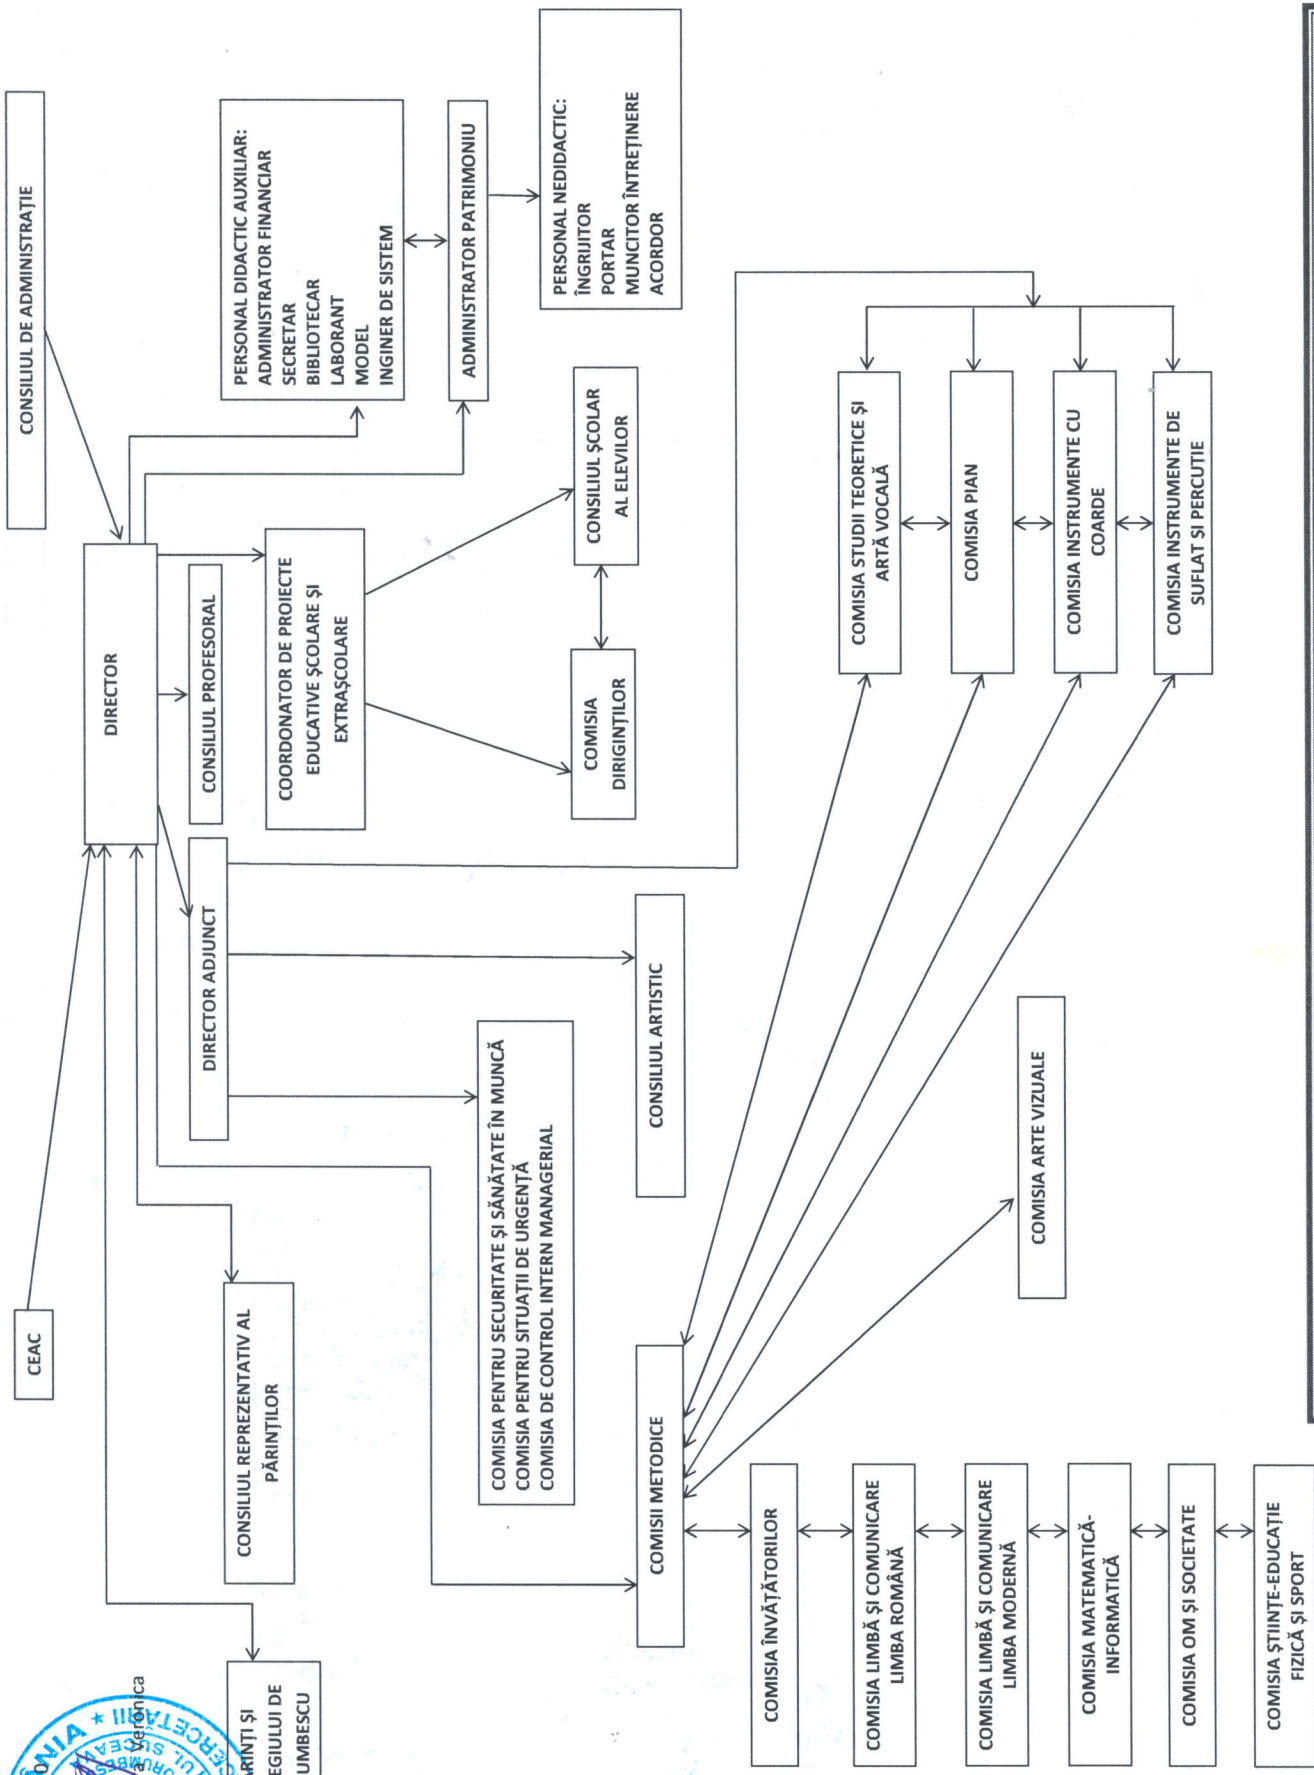 CONSILIUL DE ADMINISTRAȚIE
CEAC
DIRECTOR
CONSILIUL PROFESORAL
DIRECTOR ADJUNCT
PERSONAL DIDACTIC AUXILIAR:
ADMINISTRATOR FINANCIAR
SECRETAR
BIBLIOTECAR
LABORANT
MODEL
INGINER DE SISTEM
ADMINISTRATOR PATRIMONIU
PERSONAL NEDIDACTIC:
ÎNGRIJITOR
PORTAR
MUNCITOR ÎNTREȚINERE
ACORDOR
COORDONATOR DE PROIECTE
EDUCATIVE ȘCOLARE ȘI
EXTRAȘCOLARE
CONSILIUL ȘCOLAR
AL ELEVILOR
COMISIA
DIRIGINȚILOR
CONSILIUL REPREZENTATIV AL
PĂRINȚILOR
Veronica
RINȚI ȘI
EGIULUI DE
UMBESCU
COMISIA PENTRU SECURITATE ȘI SĂNĂTATE ÎN MUNCĂ
COMISIA PENTRU SITUAȚII DE URGENȚĂ
COMISIA DE CONTROL INTERN MANAGERIAL
CONSILIUL ARTISTIC
COMISII METODICE
COMISIA ÎNVĂȚĂTORILOR
COMISIA LIMBĂ ȘI COMUNICARE
LIMBA ROMÂNĂ
COMISIA LIMBĂ ȘI COMUNICARE
LIMBA MODERNĂ
COMISIA MATEMATICĂ-
INFORMATICĂ
COMISIA OM ȘI SOCIETATE
COMISIA ȘTIINȚE-EDUCAȚIE
FIZICĂ ȘI SPORT
COMISIA ARTE VIZUALE
COMISIA STUDII TEORETICE ȘI
ARTĂ VOCALĂ
COMISIA PIAN
COMISIA INSTRUMENTE CU
COARDE
COMISIA INSTRUMENTE DE
SUFLAT ȘI PERCUȚIE